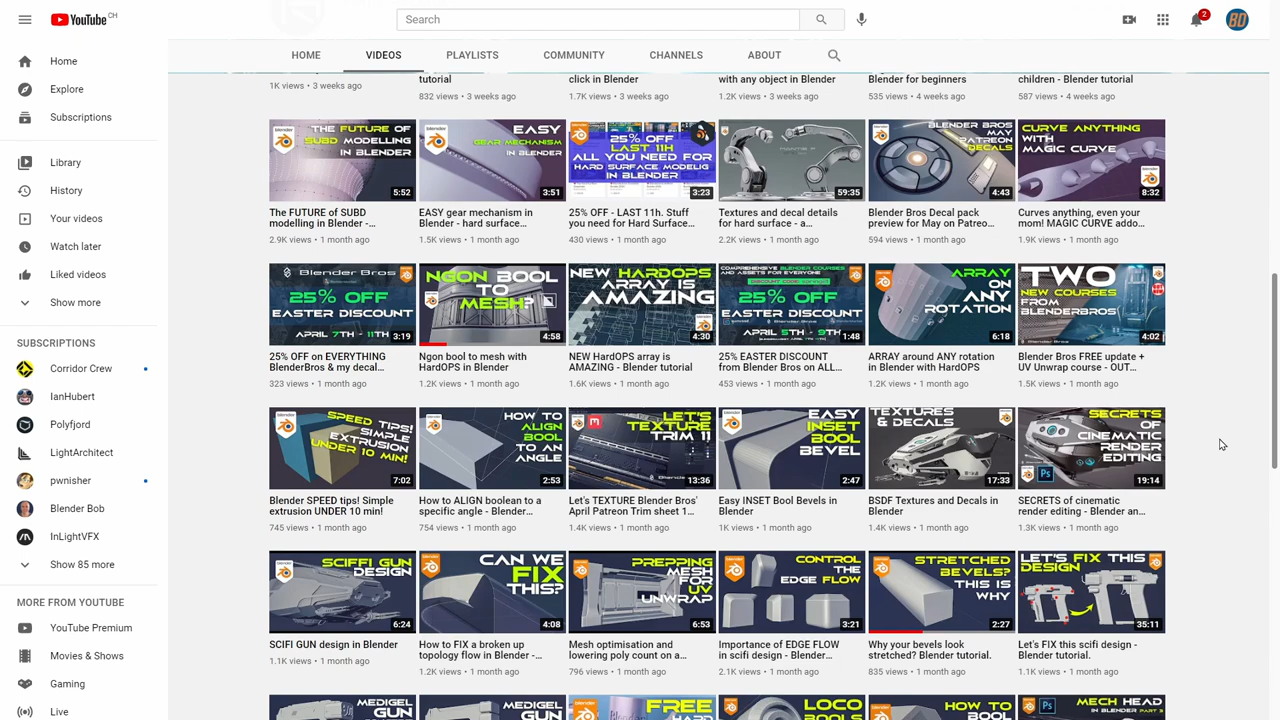 YouTube CH
Search
2
BD
HOME VIDEOS PLAYLISTS COMMUNITY CHANNELS ABOUT
Home
Explore
Subscriptions
Library
History
Your videos
Watch later
Liked videos
Show more
SUBSCRIPTIONS
Corridor Crew
IanHubert
Polyfjord
LightArchitect
pwnisher
Blender Bob
InLightVFX
Show 85 more
MORE FROM YOUTUBE
YouTube Premium
Movies & Shows
Gaming
Live
tutorial click in Blender with any object in Blender Blender for beginners children - Blender tutorial
1K views • 3 weeks ago 832 views • 3 weeks ago 1.7K views • 3 weeks ago 1.2K views • 3 weeks ago 535 views • 4 weeks ago 587 views • 4 weeks ago
THE FUTURE OF
SUBD MODELLING
IN BLENDER
5:52
EASY
GEAR MECHANISM
IN BLENDER
3:51
25% OFF
LAST 11H
ALL YOU NEED FOR
HARD SURFACE MODELIG
IN BLENDER
3:23
59:35
BLENDER BROS
MAY
PATREON
DECALS
4:43
CURVE ANYTHING
WITH
MAGIC CURVE
8:32
The FUTURE of SUBD
modelling in Blender -...
2.9K views • 1 month ago
EASY gear mechanism in
Blender - hard surface...
1.5K views • 1 month ago
25% OFF - LAST 11h. Stuff
you need for Hard Surface...
430 views • 1 month ago
Textures and decal details
for hard surface - a...
2.2K views • 1 month ago
Blender Bros Decal pack
preview for May on Patreo...
594 views • 1 month ago
Curves anything, even your
mom! MAGIC CURVE addo...
1.9K views • 1 month ago
Blender Bros
25% OFF
EASTER DISCOUNT
APRIL 7TH - 11TH
3:19
NGON BOOL
TO
MESH?
4:58
NEW HARDOPS
ARRAY IS
AMAZING
4:30
COMPREHENSIVE BLENDER COURSES
AND ASSETS FOR EVERYONE
25% OFF
EASTER DISCOUNT
APRIL 5TH - 9TH
1:48
ARRAY
ON
ANY
ROTATION
6:18
TWO
NEW COURSES
FROM
BLENDERBROS
4:02
25% OFF on EVERYTHING
BlenderBros & my decal...
323 views • 1 month ago
Ngon bool to mesh with
HardOPS in Blender
1.2K views • 1 month ago
NEW HardOPS array is
AMAZING - Blender tutorial
1.6K views • 1 month ago
25% EASTER DISCOUNT
from Blender Bros on ALL...
453 views • 1 month ago
ARRAY around ANY rotation
in Blender with HardOPS
1.2K views • 1 month ago
Blender Bros FREE update +
UV Unwrap course - OUT...
1.5K views • 1 month ago
SPEED TIPS!
SIMPLE
EXTRUSION
UNDER 10 MIN!
7:02
HOW TO
ALIGN BOOL
TO AN
ANGLE
2:53
LET'S
TEXTURE
TRIM 11
13:36
EASY
INSET
BOOL
BEVEL
2:47
TEXTURES
& DECALS
17:33
SECRETS
OF
CINEMATIC
RENDER
EDITING
Ps
19:14
Blender SPEED tips! Simple
extrusion UNDER 10 min!
745 views • 1 month ago
How to ALIGN boolean to a
specific angle - Blender...
754 views • 1 month ago
Let's TEXTURE Blender Bros'
April Patreon Trim sheet 1...
1.4K views • 1 month ago
Easy INSET Bool Bevels in
Blender
1K views • 1 month ago
BSDF Textures and Decals in
Blender
1.4K views • 1 month ago
SECRETS of cinematic
render editing - Blender an...
1.3K views • 1 month ago
SCIFFI GUN
DESIGN
6:24
CAN WE
FIX
THIS?
4:08
PREPPING
MESH
FOR
UV
UNWRAP
6:53
CONTROL
THE
EDGE FLOW
3:21
STRETCHED
BEVELS?
THIS IS
WHY
2:27
LET'S FIX THIS
DESIGN
35:11
SCIFI GUN design in Blender
1.1K views • 1 month ago
How to FIX a broken up
topology flow in Blender -...
1.2K views • 1 month ago
Mesh optimisation and
lowering poly count on a...
796 views • 1 month ago
Importance of EDGE FLOW
in scifi design - Blender...
2.1K views • 1 month ago
Why your bevels look
stretched? Blender tutorial.
835 views • 1 month ago
Let's FIX this scifi design -
Blender tutorial.
1.1K views • 1 month ago
MEDIGEL
GUN
MEDIGEL
GUN
FREE
HARD
LOCO
BOOLS
HOW TO
BOOL
Ps
MECH HEAD
IN BLENDER PART 3